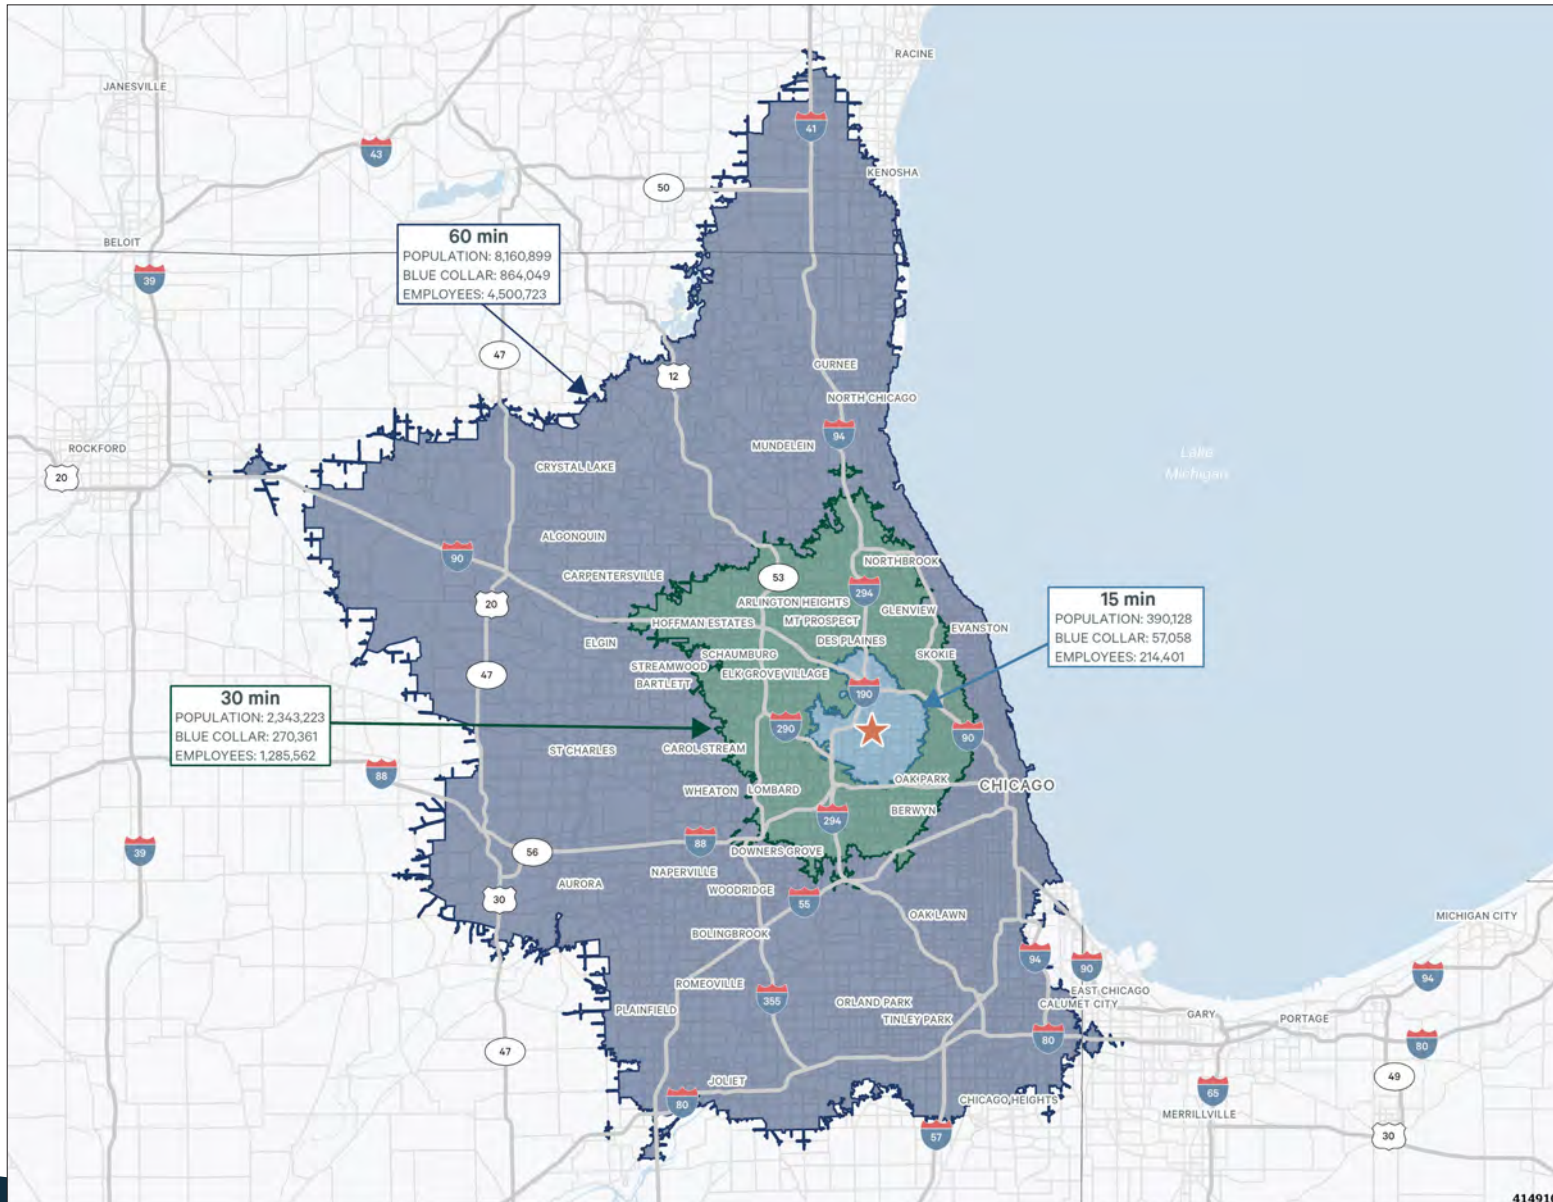 RACINE
JANESVILLE
41
43
KENOSHA
50
60 min
POPULATION: 8,160,899
BLUE COLLAR: 864,049
EMPLOYEES: 4,500,723
BELOIT
39
47
12
GURNEE
NORTH CHICAGO
94
MUNDELEIN
ROCKFORD
20
CRYSTAL LAKE
Lake
Michigan
ALGONQUIN
90
CARPENTERSVILLE
53
NORTHBROOK
294
20
ARLINGTON HEIGHTS
GLENVIEW
HOFFMAN ESTATES
MT PROSPECT
EVANSTON
15 min
POPULATION: 390,128
BLUE COLLAR: 57,058
EMPLOYEES: 214,401
ELGIN
DES PLAINES
SKOKIE
SCHAUMBURG
STREAMWOOD
ELK GROVE VILLAGE
47
BARTLETT
190
30 min
POPULATION: 2,343,223
BLUE COLLAR: 270,361
EMPLOYEES: 1,285,562
290
90
ST CHARLES
CAROL STREAM
88
OAK PARK
CHICAGO
WHEATON
LOMBARD
BERWYN
294
39
88
56
DOWNERS GROVE
NAPERVILLE
AURORA
WOODRIDGE
30
55
OAK LAWN
MICHIGAN CITY
BOLINGBROOK
94
90
94
ROMEOVILLE
EAST CHICAGO
355
ORLAND PARK
CALUMET CITY
PLAINFIELD
TINLEY PARK
GARY
PORTAGE
80
80
47
49
JOLIET
65
80
CHICAGO HEIGHTS
MERRILLVILLE
57
30
414910